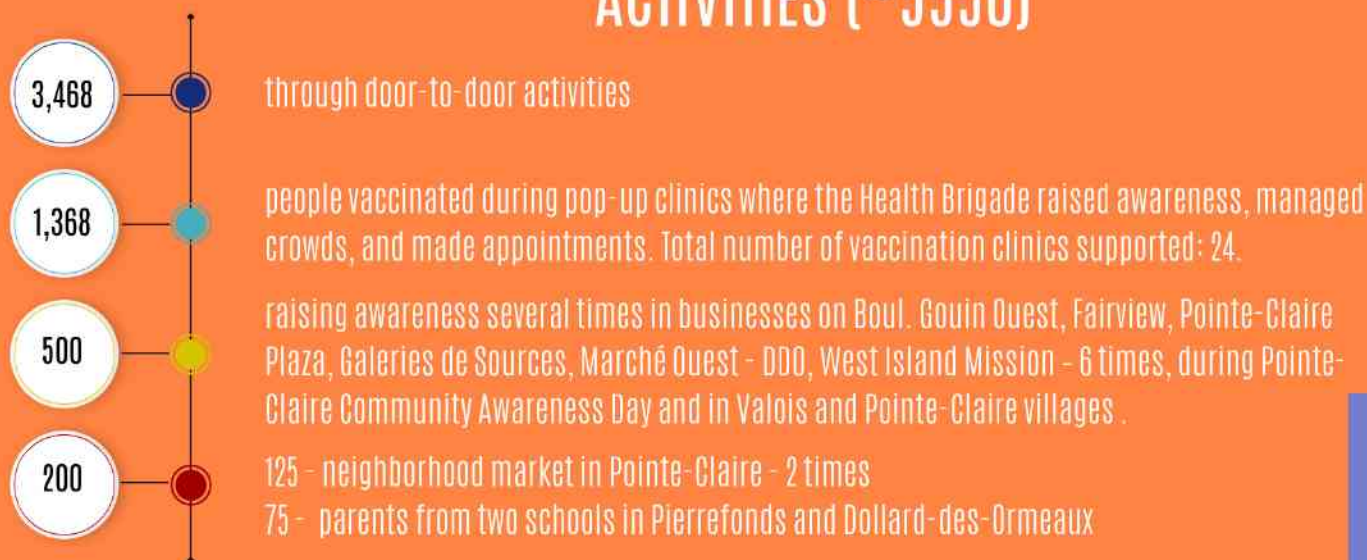 ACTIVITIES (~5536)
3,468
through door-to-door activities
1,368
people vaccinated during pop-up clinics where the Health Brigade raised awareness, managed
crowds, and made appointments. Total number of vaccination clinics supported: 24.
500
raising awareness several times in businesses on Boul. Gouin Ouest, Fairview, Pointe-Claire
Plaza, Galeries de Sources, Marché Ouest - DDO, West Island Mission – 6 times, during Pointe-
Claire Community Awareness Day and in Valois and Pointe-Claire villages .
200
125 - neighborhood market in Pointe-Claire - 2 times
75 - parents from two schools in Pierrefonds and Dollard-des-Ormeaux